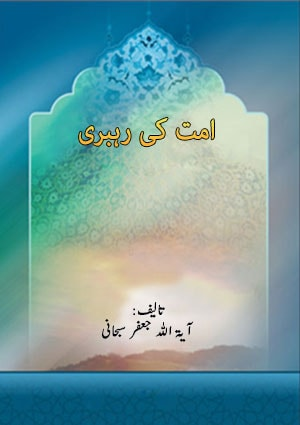 امت کی رہبری
تالیف:
آیۃ اللہ جعفر سبحانی